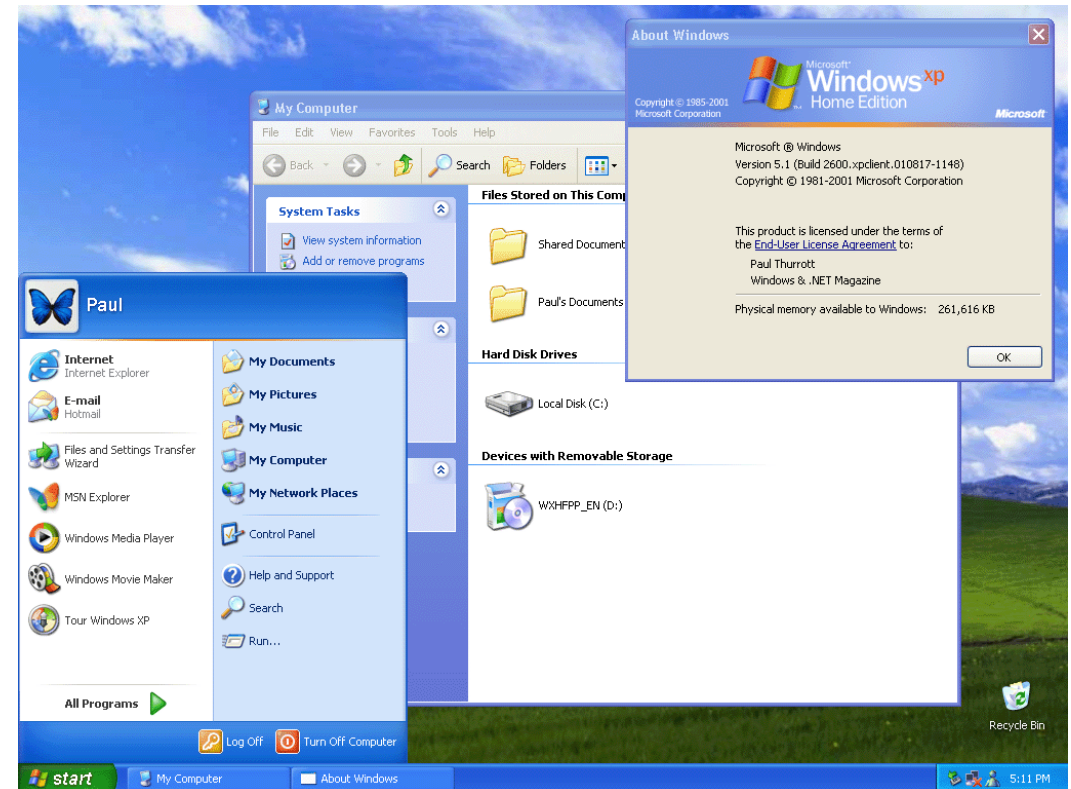 About Windows
Microsoft®
Windows xp
Home Edition
Copyright © 1985-2001
Microsoft Corporation
Microsoft
Microsoft ® Windows
Version 5.1 (Build 2600.xpclient.010817-1148)
Copyright © 1981-2001 Microsoft Corporation
This product is licensed under the terms of
the End-User License Agreement to:
Paul Thurrott
Windows & .NET Magazine
Physical memory available to Windows: 261,616 KB
OK
My Computer
File Edit View Favorites Tools Help
Back Search Folders
System Tasks
View system information
Add or remove programs
Files Stored on This Comp
Shared Document
Paul's Documents
Hard Disk Drives
Local Disk (C:)
Devices with Removable Storage
WXHFPP_EN (D:)
Paul
Internet
Internet Explorer
E-mail
Hotmail
Files and Settings Transfer
Wizard
MSN Explorer
Windows Media Player
Windows Movie Maker
Tour Windows XP
All Programs
My Documents
My Pictures
My Music
My Computer
My Network Places
Control Panel
Help and Support
Search
Run...
Log Off Turn Off Computer
Recycle Bin
start My Computer About Windows 5:11 PM